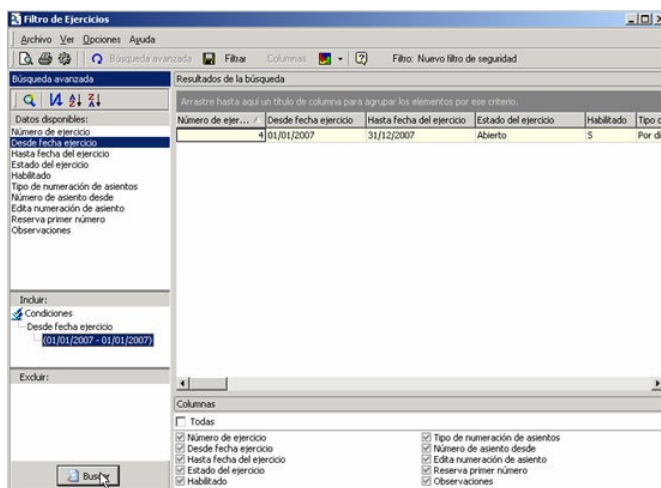 Filtro de Ejercicios
Archivo Ver Opciones Ayuda
Búsqueda avanzada Filtrar Columnas Filtro: Nuevo filtro de seguridad
Búsqueda avanzada
Resultados de la búsqueda
Arrastre hasta aquí un título de columna para agrupar los elementos por ese criterio.
Datos disponibles:
Número de ejercicio
Desde fecha ejercicio
Hasta fecha del ejercicio
Estado del ejercicio
Habilitado
Tipo de numeración de asientos
Número de asiento desde
Edita numeración de asiento
Reserva primer número
Observaciones
Número de ejer... Desde fecha ejercicio Hasta fecha del ejercicio Estado del ejercicio Habilitado Tipo d
4 01/01/2007 31/12/2007 Abierto S Por di
Incluir:
Condiciones
Desde fecha ejercicio
(01/01/2007 - 01/01/2007)
Excluir:
Buscar
Columnas
Todas
Número de ejercicio
Desde fecha ejercicio
Hasta fecha del ejercicio
Estado del ejercicio
Habilitado
Tipo de numeración de asientos
Número de asiento desde
Edita numeración de asiento
Reserva primer número
Observaciones